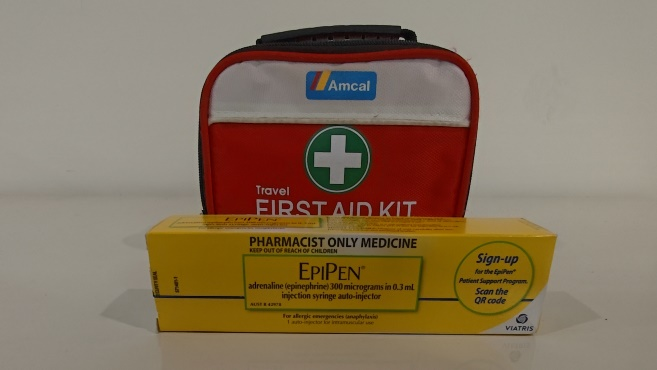 Amcal
Travel
FIRST AID KIT
EPIPEN
PHARMACIST ONLY MEDICINE
KEEP OUT OF REACH OF CHILDREN
EPIPEN®
adrenaline (epinephrine) 300 micrograms in 0.3 mL
injection syringe auto-injector
For allergic emergencies (anaphylaxis)
1 auto-injector for intramuscular use
Sign-up
for the EpiPen®
Patient Support Program.
Scan the
QR code
VIATRIS